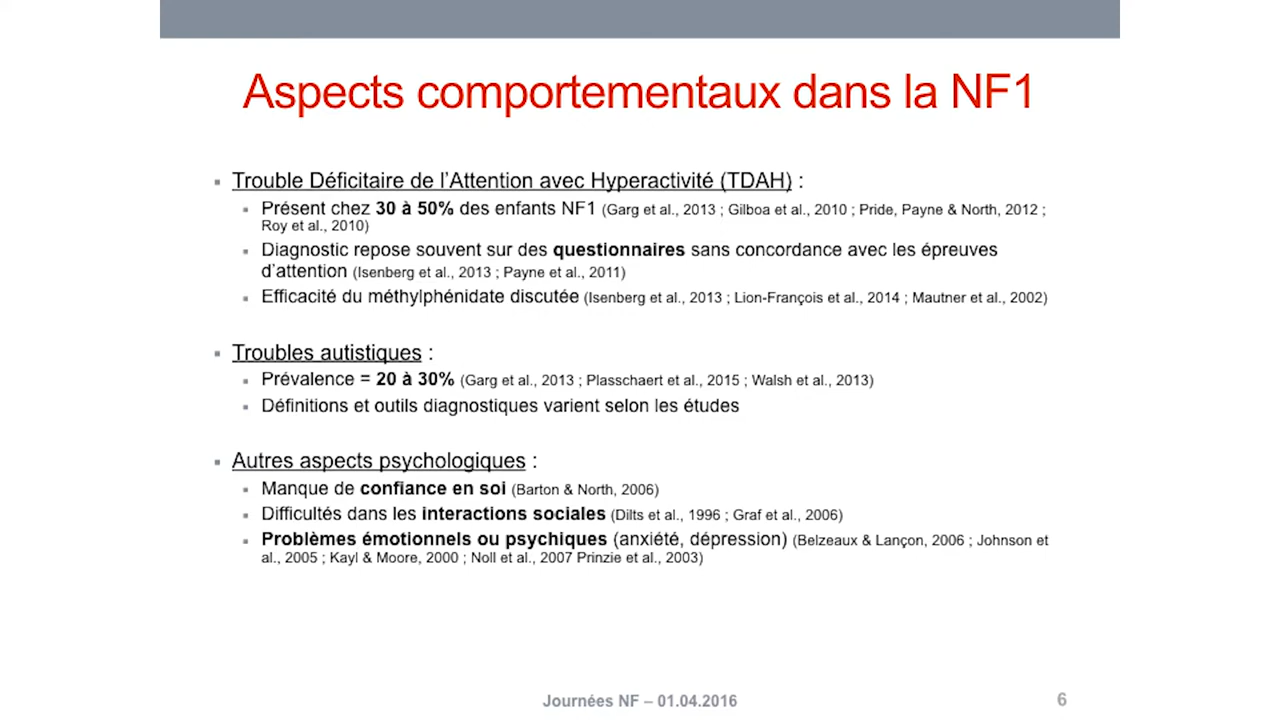 Aspects comportementaux dans la NF1
▪ Trouble Déficitaire de l'Attention avec Hyperactivité (TDAH) :
▪ Présent chez 30 à 50% des enfants NF1 (Garg et al., 2013 ; Gilboa et al., 2010 ; Pride, Payne & North, 2012 ;
Roy et al., 2010)
▪ Diagnostic repose souvent sur des questionnaires sans concordance avec les épreuves
d'attention (Isenberg et al., 2013 ; Payne et al., 2011)
▪ Efficacité du méthylphénidate discutée (Isenberg et al., 2013 ; Lion-François et al., 2014 ; Mautner et al., 2002)
▪ Troubles autistiques :
▪ Prévalence = 20 à 30% (Garg et al., 2013 ; Plasschaert et al., 2015 ; Walsh et al., 2013)
▪ Définitions et outils diagnostiques varient selon les études
▪ Autres aspects psychologiques :
▪ Manque de confiance en soi (Barton & North, 2006)
▪ Difficultés dans les interactions sociales (Dilts et al., 1996 ; Graf et al., 2006)
▪ Problèmes émotionnels ou psychiques (anxiété, dépression) (Belzeaux & Lançon, 2006 ; Johnson et
al., 2005 ; Kayl & Moore, 2000 ; Noll et al., 2007 Prinzie et al., 2003)
Journées NF – 01.04.2016
6